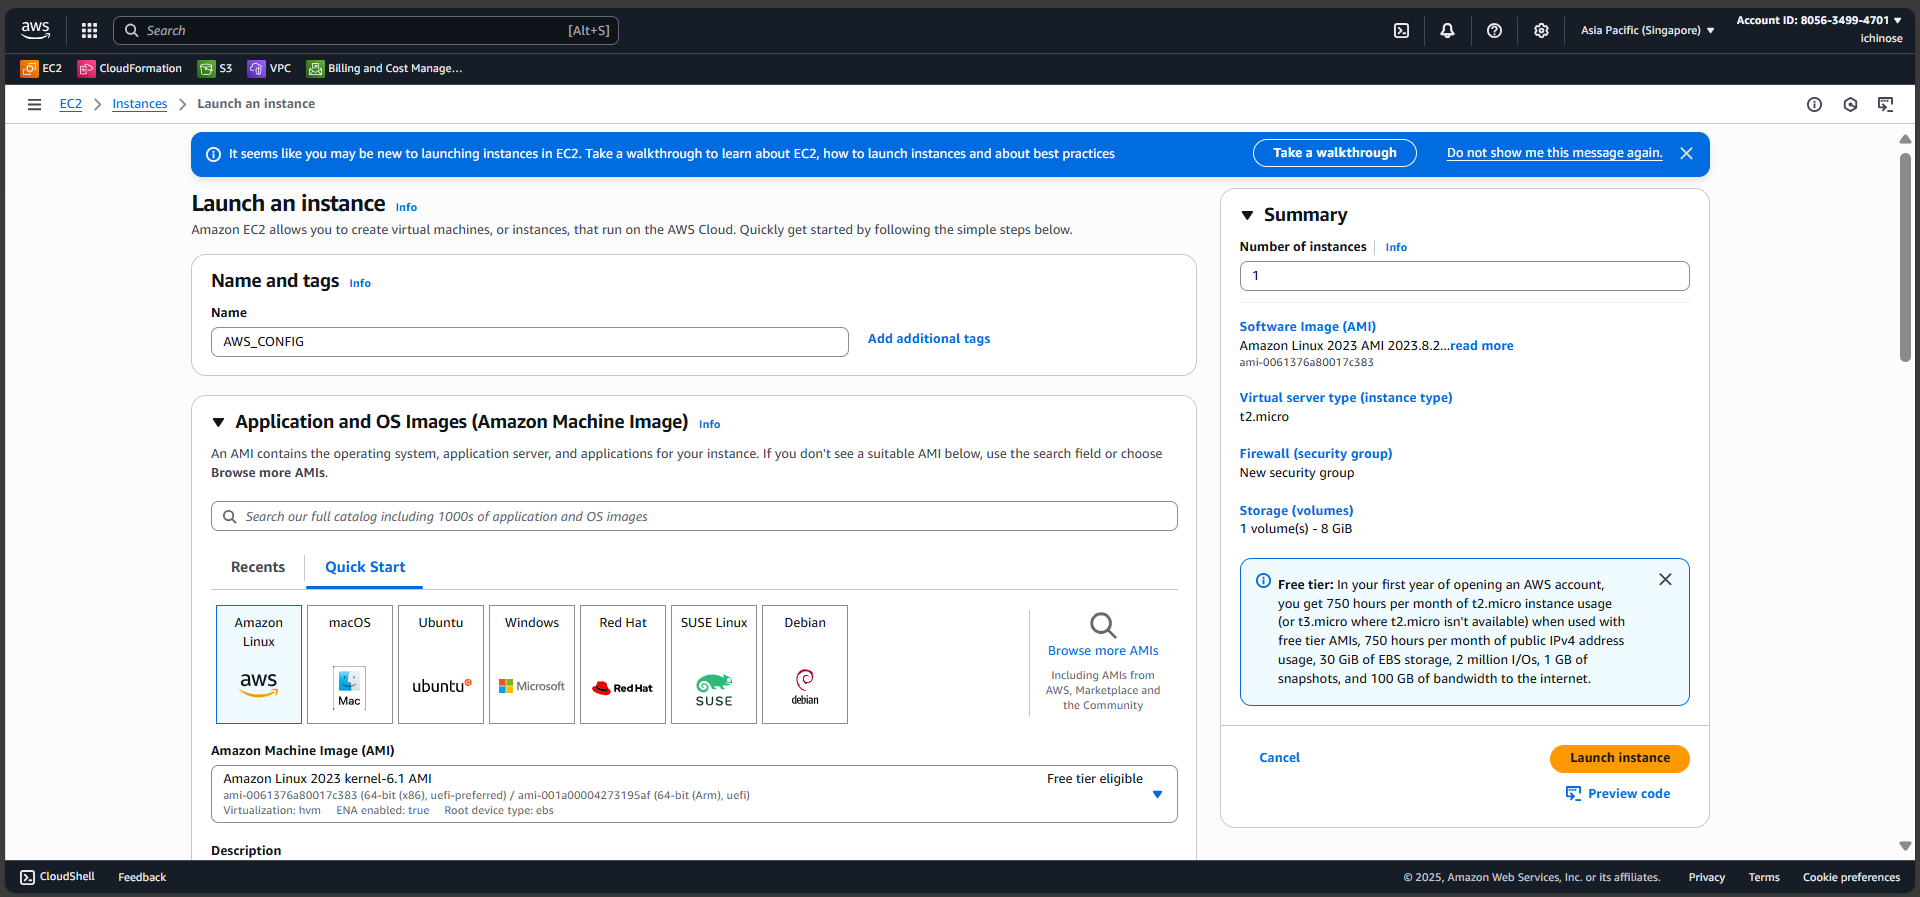 aws
Search
[Alt+S]
Asia Pacific (Singapore)
Account ID: 8056-3499-4701
ichinose
EC2
CloudFormation
S3
VPC
Billing and Cost Manage...
EC2
Instances
Launch an instance
It seems like you may be new to launching instances in EC2. Take a walkthrough to learn about EC2, how to launch instances and about best practices
Take a walkthrough
Do not show me this message again.
Launch an instance Info
Amazon EC2 allows you to create virtual machines, or instances, that run on the AWS Cloud. Quickly get started by following the simple steps below.
Name and tags Info
Name
AWS_CONFIG
Add additional tags
Application and OS Images (Amazon Machine Image) Info
An AMI contains the operating system, application server, and applications for your instance. If you don't see a suitable AMI below, use the search field or choose
Browse more AMIs.
Search our full catalog including 1000s of application and OS images
Recents
Quick Start
Amazon
Linux
aws
macOS
Mac
Ubuntu
ubuntu
Windows
Microsoft
Red Hat
Red Hat
SUSE Linux
SUSE
Debian
debian
Browse more AMIs
Including AMIs from
AWS, Marketplace and
the Community
Amazon Machine Image (AMI)
Amazon Linux 2023 kernel-6.1 AMI
Free tier eligible
ami-0061376a80017c383 (64-bit (x86), uefi-preferred) / ami-001a00004273195af (64-bit (Arm), uefi)
Virtualization: hvm ENA enabled: true Root device type: ebs
Description
Summary
Number of instances Info
1
Software Image (AMI)
Amazon Linux 2023 AMI 2023.8.2...read more
ami-0061376a80017c383
Virtual server type (instance type)
t2.micro
Firewall (security group)
New security group
Storage (volumes)
1 volume(s) - 8 GiB
Free tier: In your first year of opening an AWS account,
you get 750 hours per month of t2.micro instance usage
(or t3.micro where t2.micro isn't available) when used with
free tier AMIs, 750 hours per month of public IPv4 address
usage, 30 GiB of EBS storage, 2 million I/Os, 1 GB of
snapshots, and 100 GB of bandwidth to the internet.
Cancel
Launch instance
Preview code
CloudShell
Feedback
© 2025, Amazon Web Services, Inc. or its affiliates.
Privacy
Terms
Cookie preferences